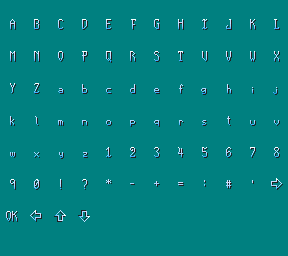 A B C D E F G H I J K L
M N O P Q R S T U V W X
Y Z a b c d e f g h i j
k l m n o p q r s t u v
w x y z 1 2 3 4 5 6 7 8
9 0 ! ? * - + = : # ' ⇨
OK ⇦ ⇧ ⇩